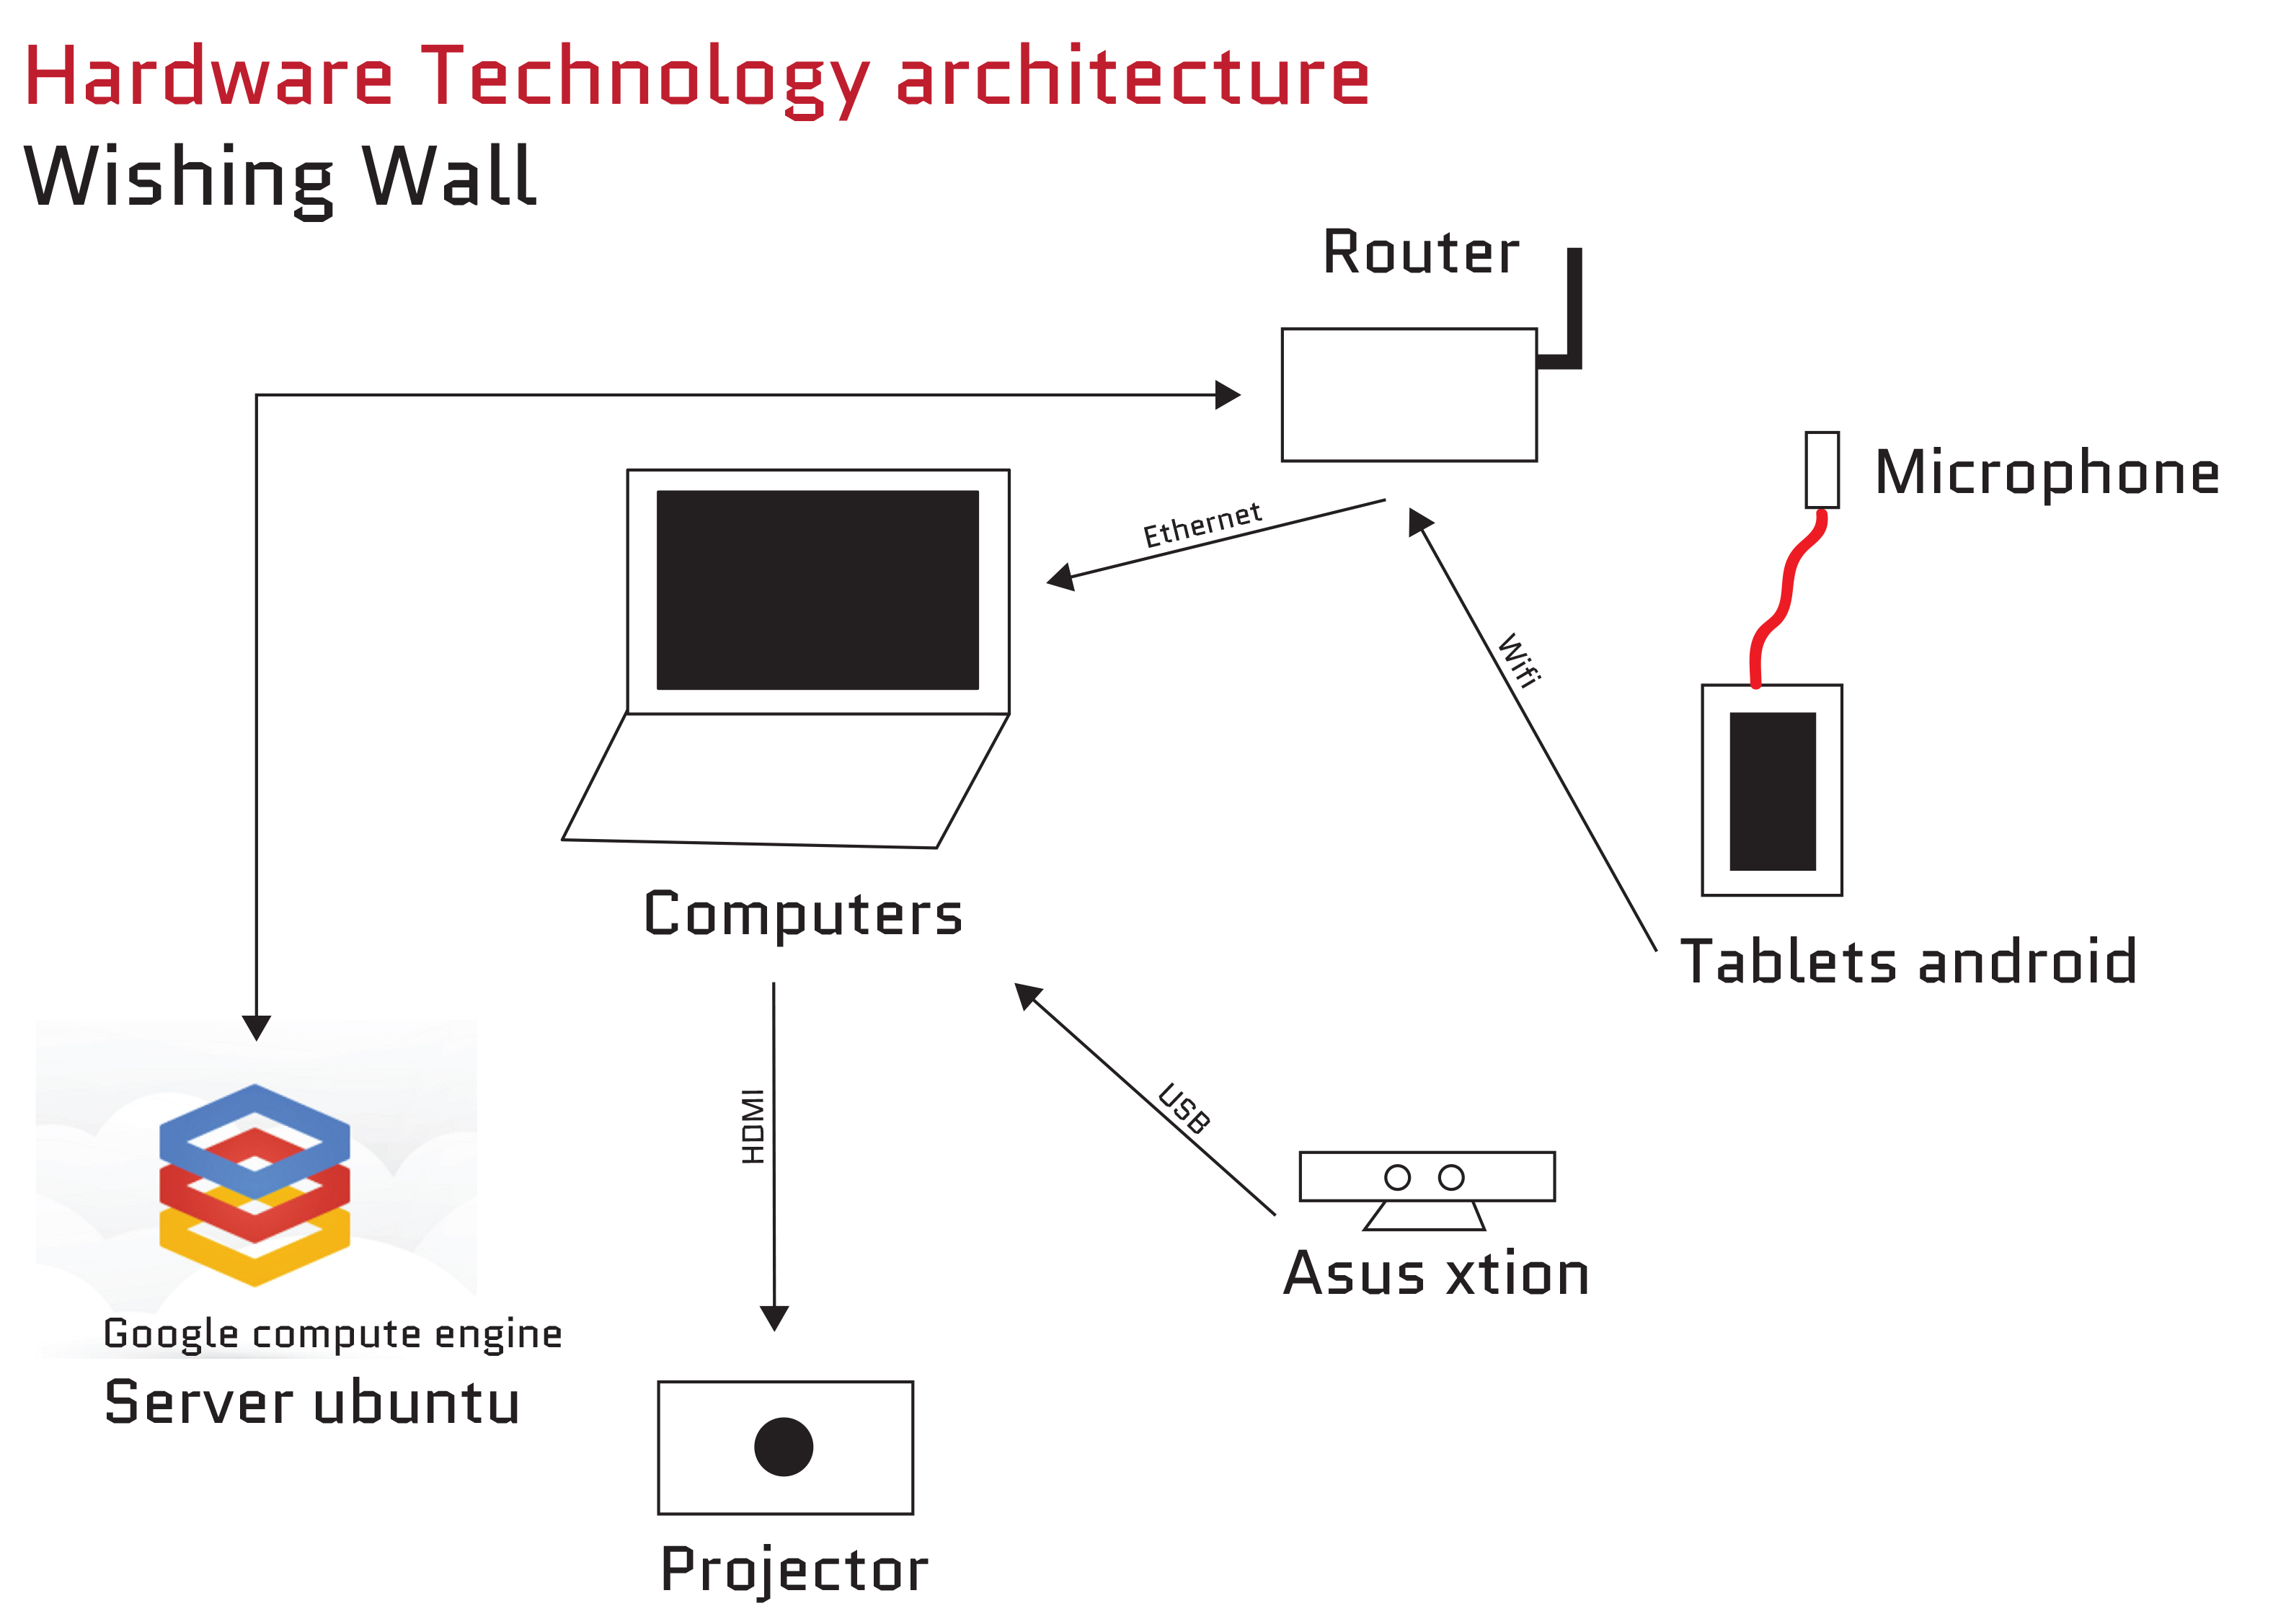 Hardware Technology architecture
Wishing Wall
Router
Microphone
Ethernet
Wifi
Computers
Tablets android
HDMI
USB
Asus xtion
Google compute engine
Server ubuntu
Projector